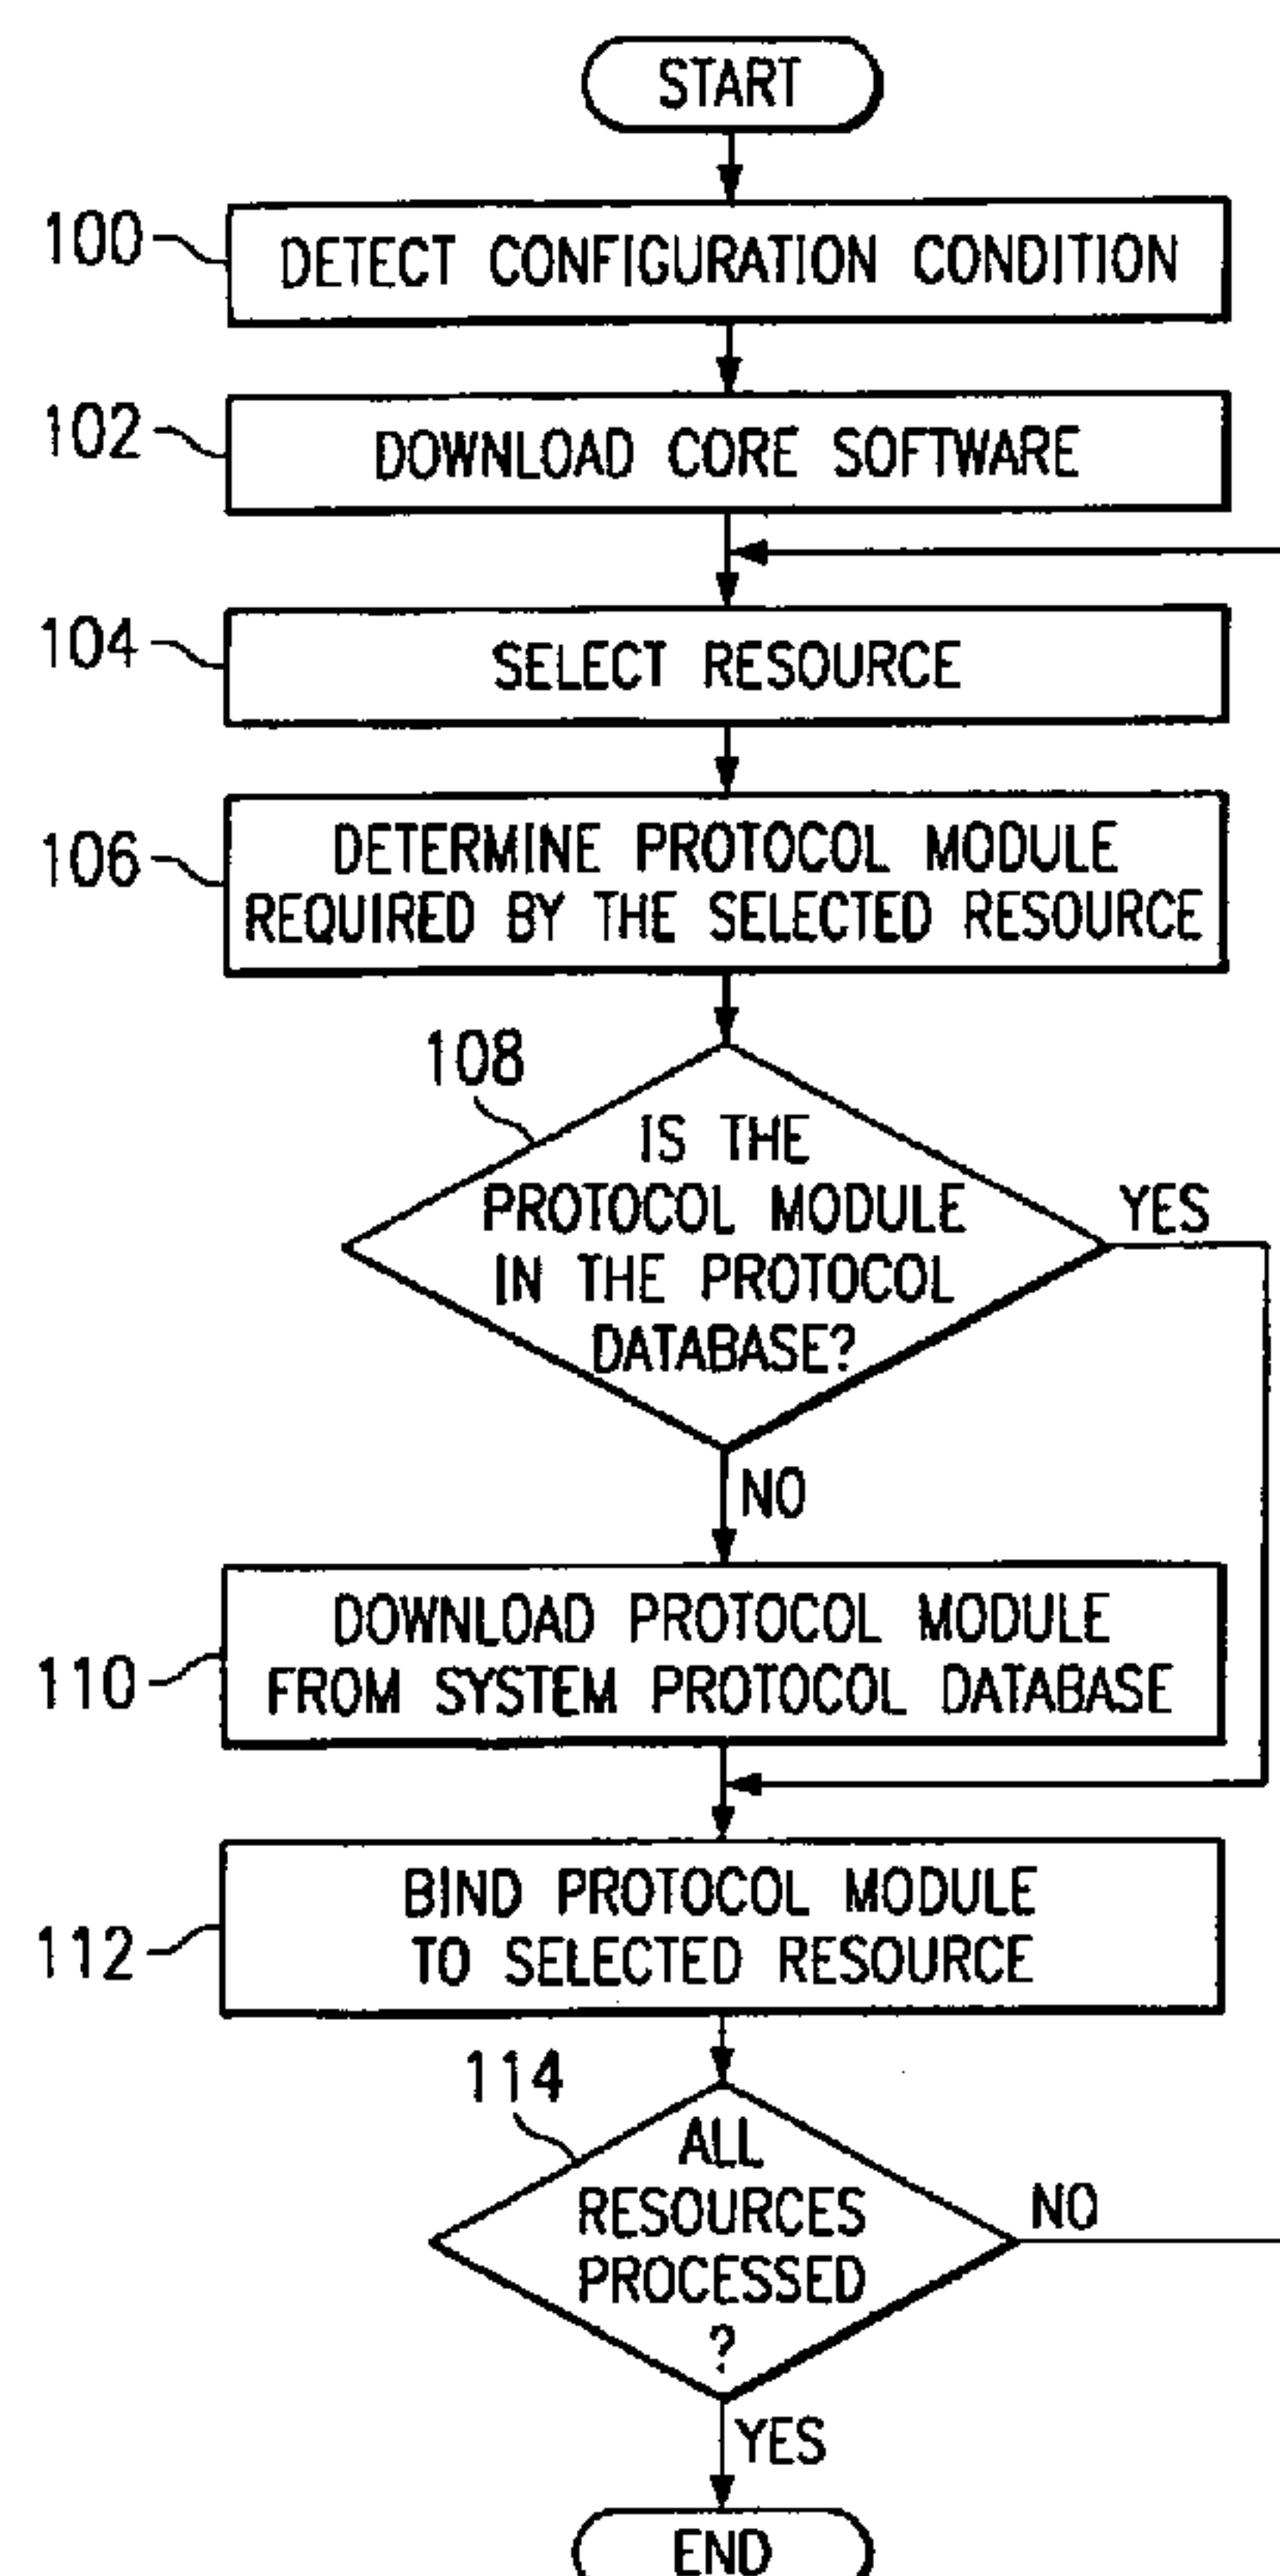 START
100
DETECT CONFIGURATION CONDITION
102
DOWNLOAD CORE SOFTWARE
104
SELECT RESOURCE
106
DETERMINE PROTOCOL MODULE
REQUIRED BY THE SELECTED RESOURCE
108
IS THE
PROTOCOL MODULE
IN THE PROTOCOL
DATABASE?
YES
NO
110
DOWNLOAD PROTOCOL MODULE
FROM SYSTEM PROTOCOL DATABASE
112
BIND PROTOCOL MODULE
TO SELECTED RESOURCE
114
ALL
RESOURCES
PROCESSED
?
NO
YES
END